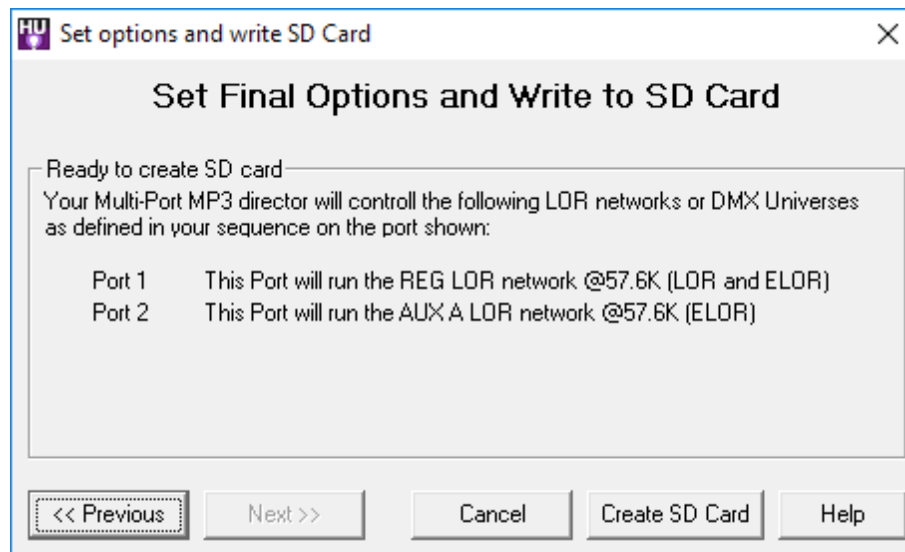 HU Set options and write SD Card
Set Final Options and Write to SD Card
Ready to create SD card
Your Multi-Port MP3 director will controll the following LOR networks or DMX Universes
as defined in your sequence on the port shown:
Port 1 This Port will run the REG LOR network @57.6K (LOR and ELOR)
Port 2 This Port will run the AUX A LOR network @57.6K (ELOR)
<< Previous Next >> Cancel Create SD Card Help